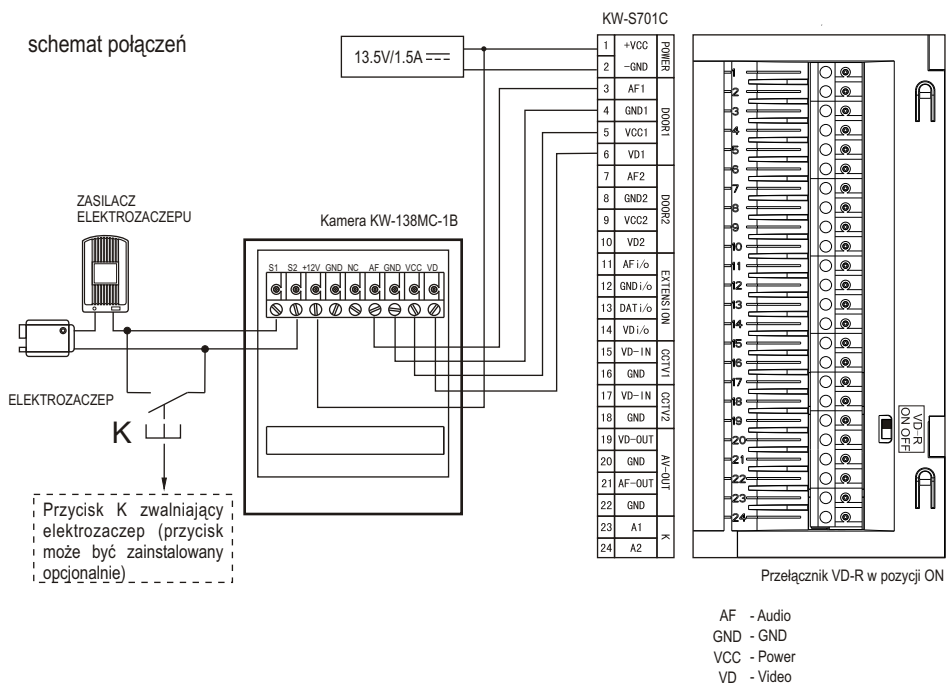 schemat połączeń
KW-S701C
13.5V/1.5A
1 +VCC
2 -GND
POWER
3 AF1
4 GND1
5 VCC1
6 VD1
DOOR1
7 AF2
8 GND2
9 VCC2
10 VD2
DOOR2
11 AFi/o
12 GNDi/o
13 DATi/o
14 VDi/o
EXTENSION
15 VD-IN
16 GND
CCTV1
17 VD-IN
18 GND
CCTV2
19 VD-OUT
20 GND
21 AF-OUT
22 GND
AV-OUT
23 A1
24 A2
K
1
2
3
4
5
6
7
8
9
10
11
12
13
14
15
16
17
18
19
20
21
22
23
24
VD-R
ON OFF
ZASILACZ
ELEKTROZACZEPU
Kamera KW-138MC-1B
S1 S2 +12V GND NC AF GND VCC VD
ELEKTROZACZEP
K
Przycisk K zwalniający
elektrozaczep (przycisk
może być zainstalowany
opcjonalnie)
Przełącznik VD-R w pozycji ON
AF - Audio
GND - GND
VCC - Power
VD - Video